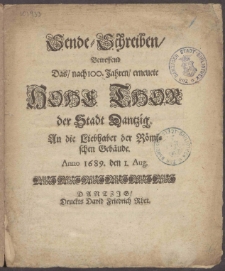 Sende-Schreiben/
Betreffend
Das/ nach 100. Jahren/ erneuete
HOHE THOR
der Stadt Dantzig.
An die Liebhaber der Römi-
schen Gebäude.
Anno 1689. den 1. Aug.
DANTZIG/
Druckts David Friedrich Rhet.